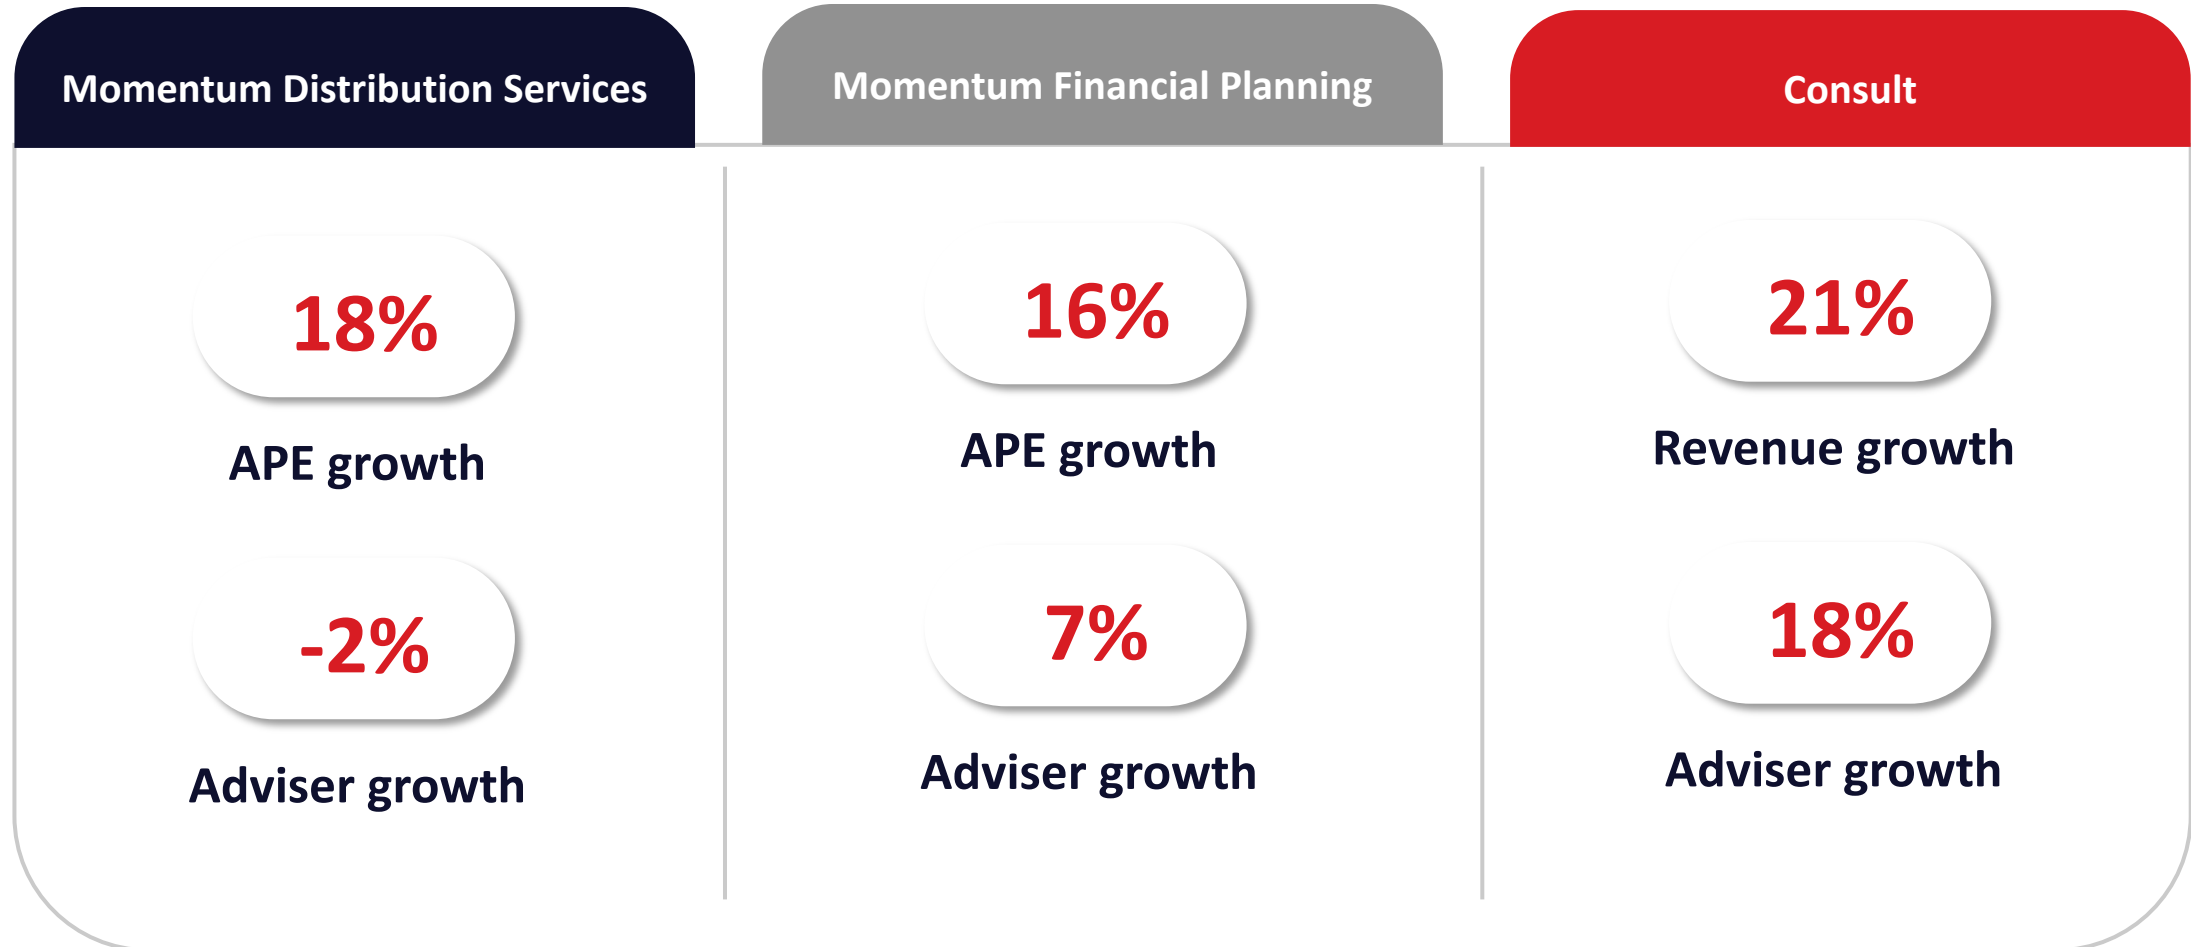 Momentum Distribution Services
Momentum Financial Planning
Consult
18%
APE growth
-2%
Adviser growth
16%
APE growth
7%
Adviser growth
21%
Revenue growth
18%
Adviser growth